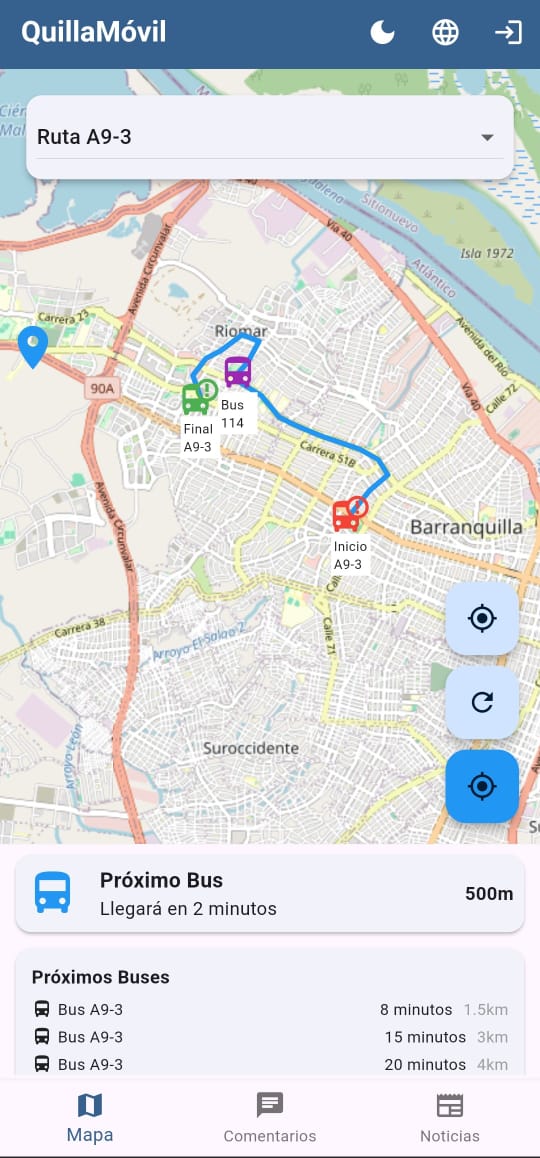 QuillaMóvil
Ruta A9-3
Sitionuevo
Vía 40
Isla 1972
Avenida Circunvalar
Atlántico
Vía 40
Carrera 23
Riomar
Avenida del Río
Calle 72
90A
Bus
114
Final
A9-3
Carrera 51B
Barranquilla
Inicio
A9-3
Avenida Circunvalar
Carrera 38
Arroyo El Salao 2
Calle 71
Arroyo León
Suroccidente
Próximo Bus
Llegará en 2 minutos
500m
Próximos Buses
Bus A9-3 8 minutos 1.5km
Bus A9-3 15 minutos 3km
Bus A9-3 20 minutos 4km
Mapa
Comentarios
Noticias